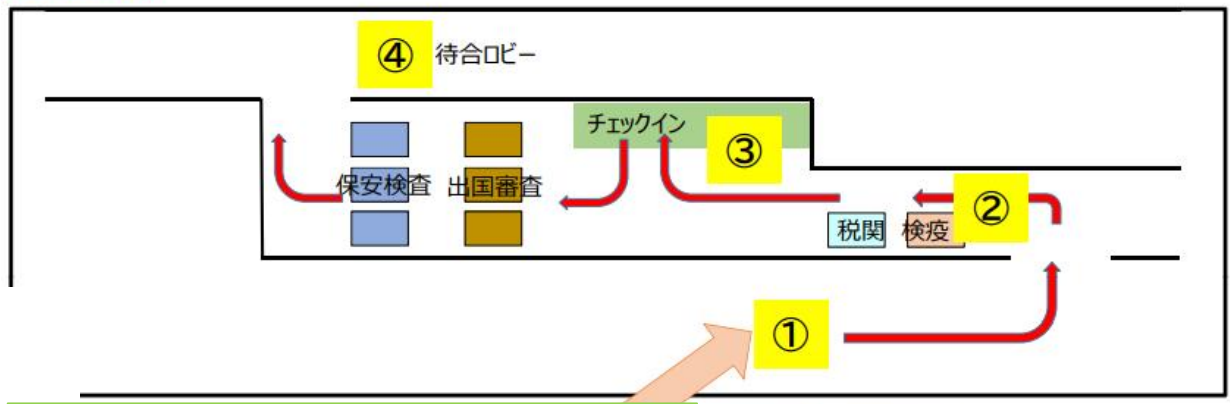 ④ 待合ロビー
チェックイン
③
保安検査 出国審査
②
税関 検疫
①